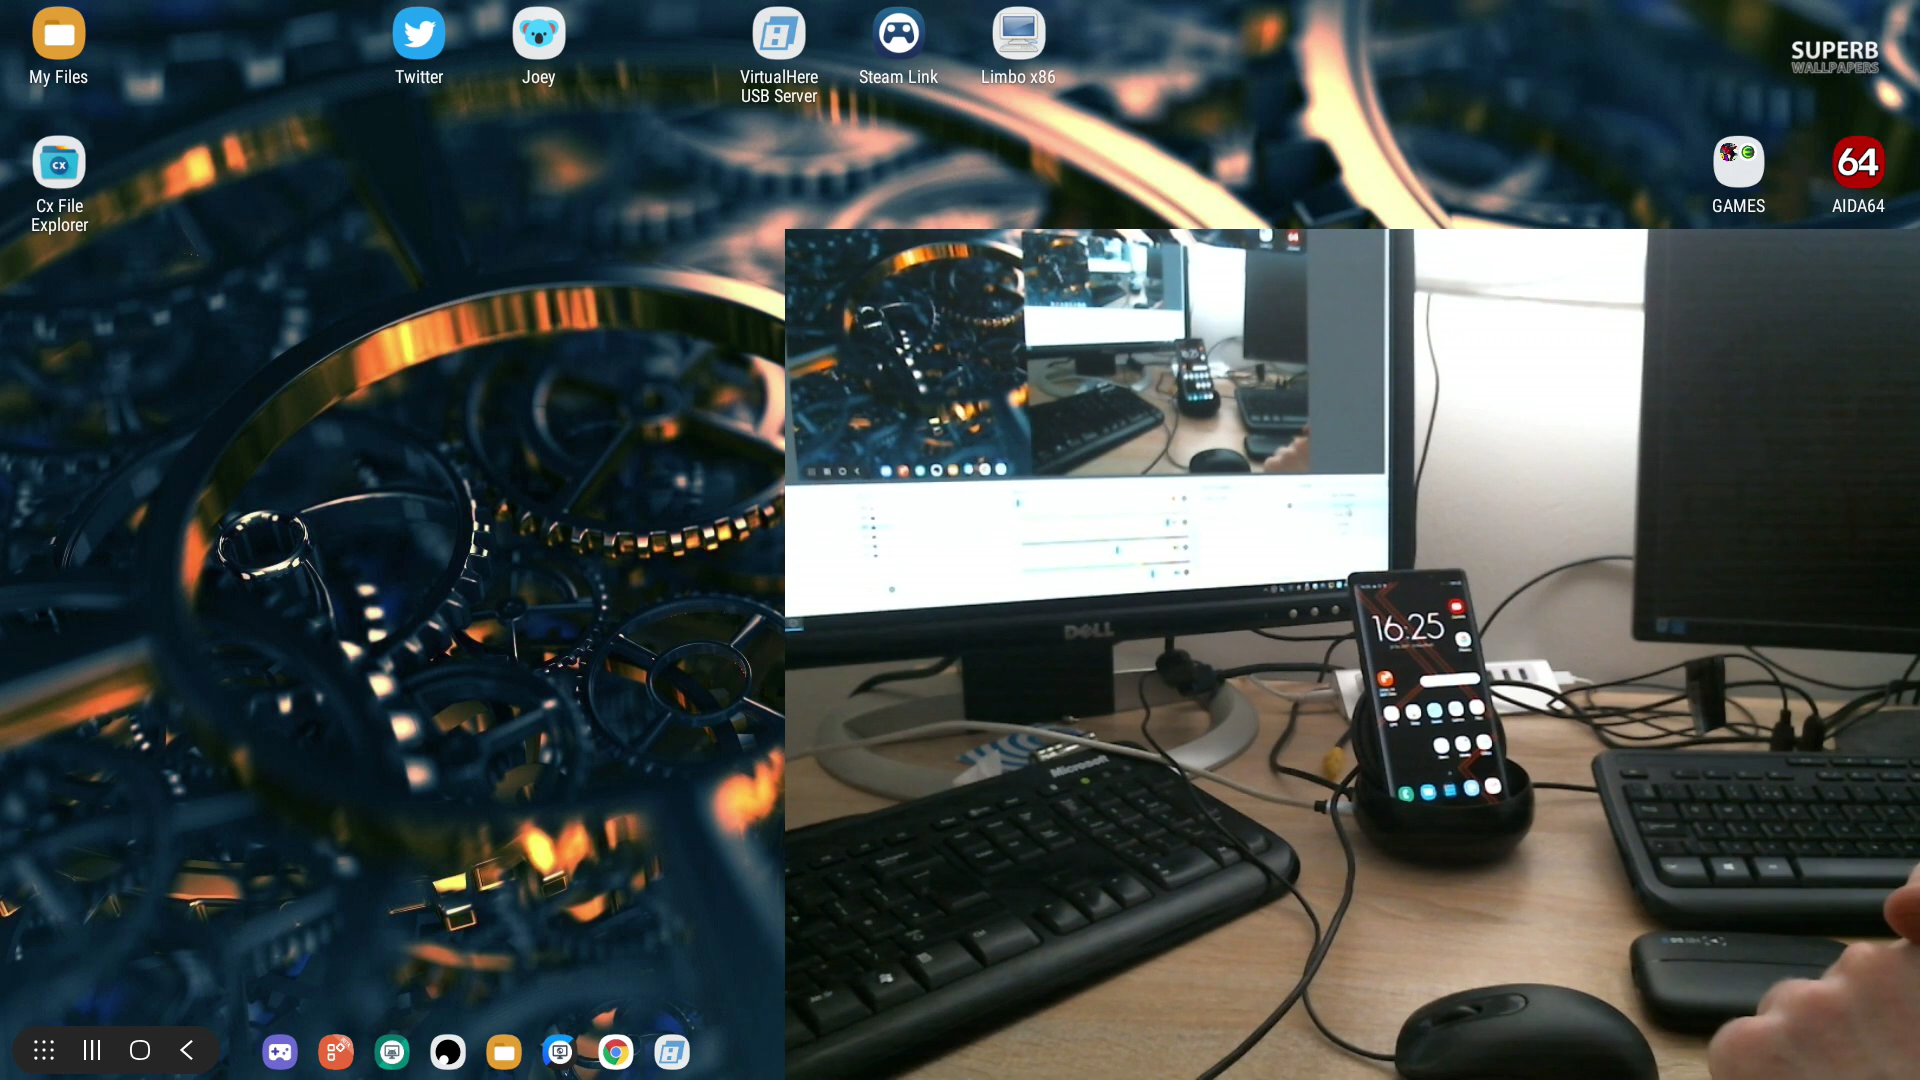 SUPERB
WALLPAPERS
My Files
Twitter
Joey
VirtualHere
USB Server
Steam Link
Limbo x86
Cx File
Explorer
cx
64
GAMES
AIDA64
DELL
16:25
Microsoft